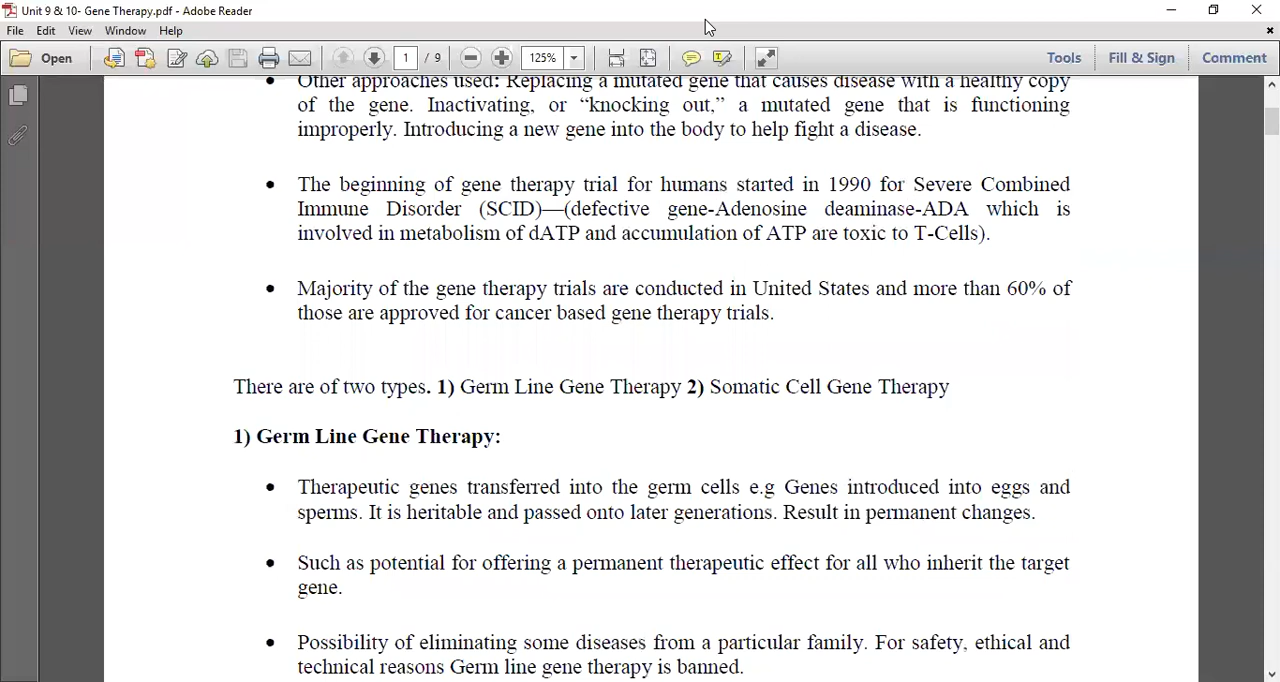 Unit 9 & 10- Gene Therapy.pdf - Adobe Reader
File Edit View Window Help
Open 1 / 9 125% Tools Fill & Sign Comment
• Other approaches used: Replacing a mutated gene that causes disease with a healthy copy
of the gene. Inactivating, or “knocking out,” a mutated gene that is functioning
improperly. Introducing a new gene into the body to help fight a disease.
• The beginning of gene therapy trial for humans started in 1990 for Severe Combined
Immune Disorder (SCID)—(defective gene-Adenosine deaminase-ADA which is
involved in metabolism of dATP and accumulation of ATP are toxic to T-Cells).
• Majority of the gene therapy trials are conducted in United States and more than 60% of
those are approved for cancer based gene therapy trials.
There are of two types. 1) Germ Line Gene Therapy 2) Somatic Cell Gene Therapy
1) Germ Line Gene Therapy:
• Therapeutic genes transferred into the germ cells e.g Genes introduced into eggs and
sperms. It is heritable and passed onto later generations. Result in permanent changes.
• Such as potential for offering a permanent therapeutic effect for all who inherit the target
gene.
• Possibility of eliminating some diseases from a particular family. For safety, ethical and
technical reasons Germ line gene therapy is banned.